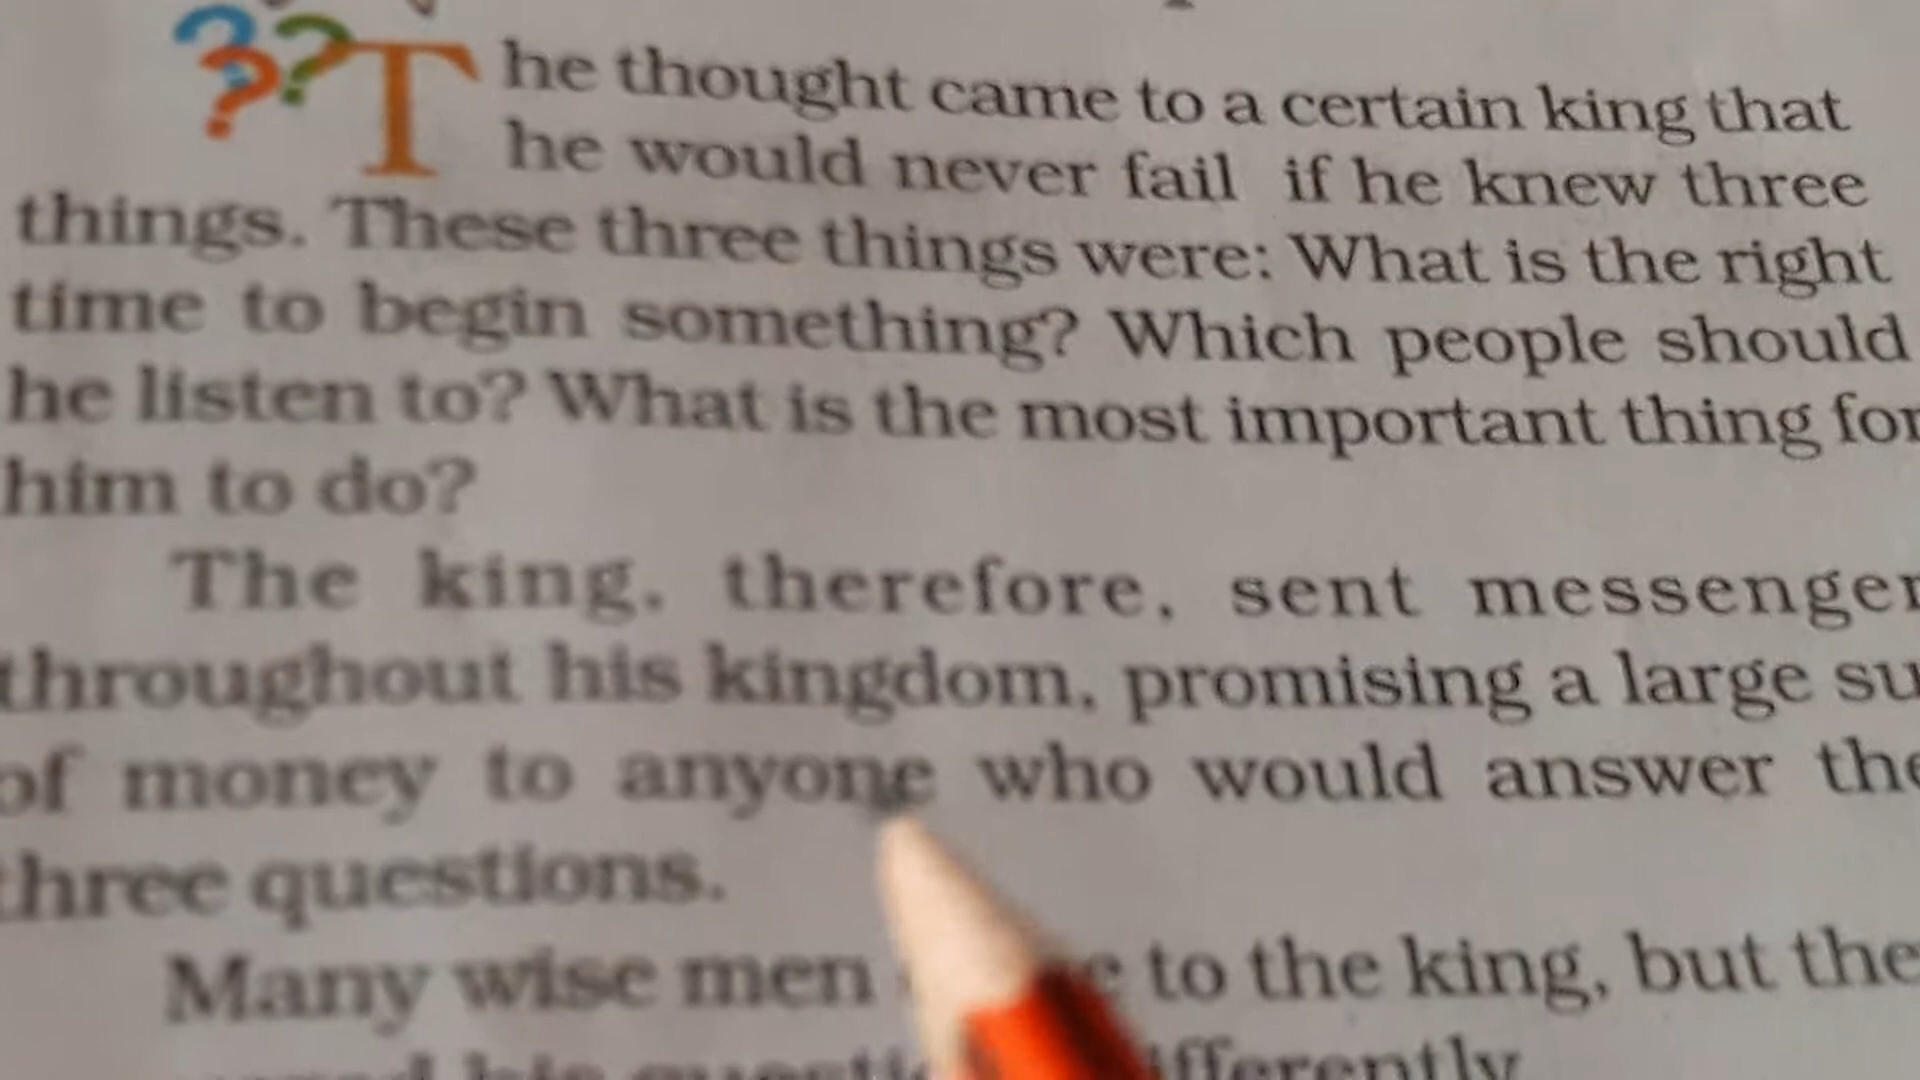 The thought came to a certain king that
he would never fail if he knew three
things. These three things were: What is the right
time to begin something? Which people should
he listen to? What is the most important thing for
him to do?
The king, therefore, sent messenger
throughout his kingdom, promising a large su
of money to anyone who would answer the
three questions.
Many wise men to the king, but the
his